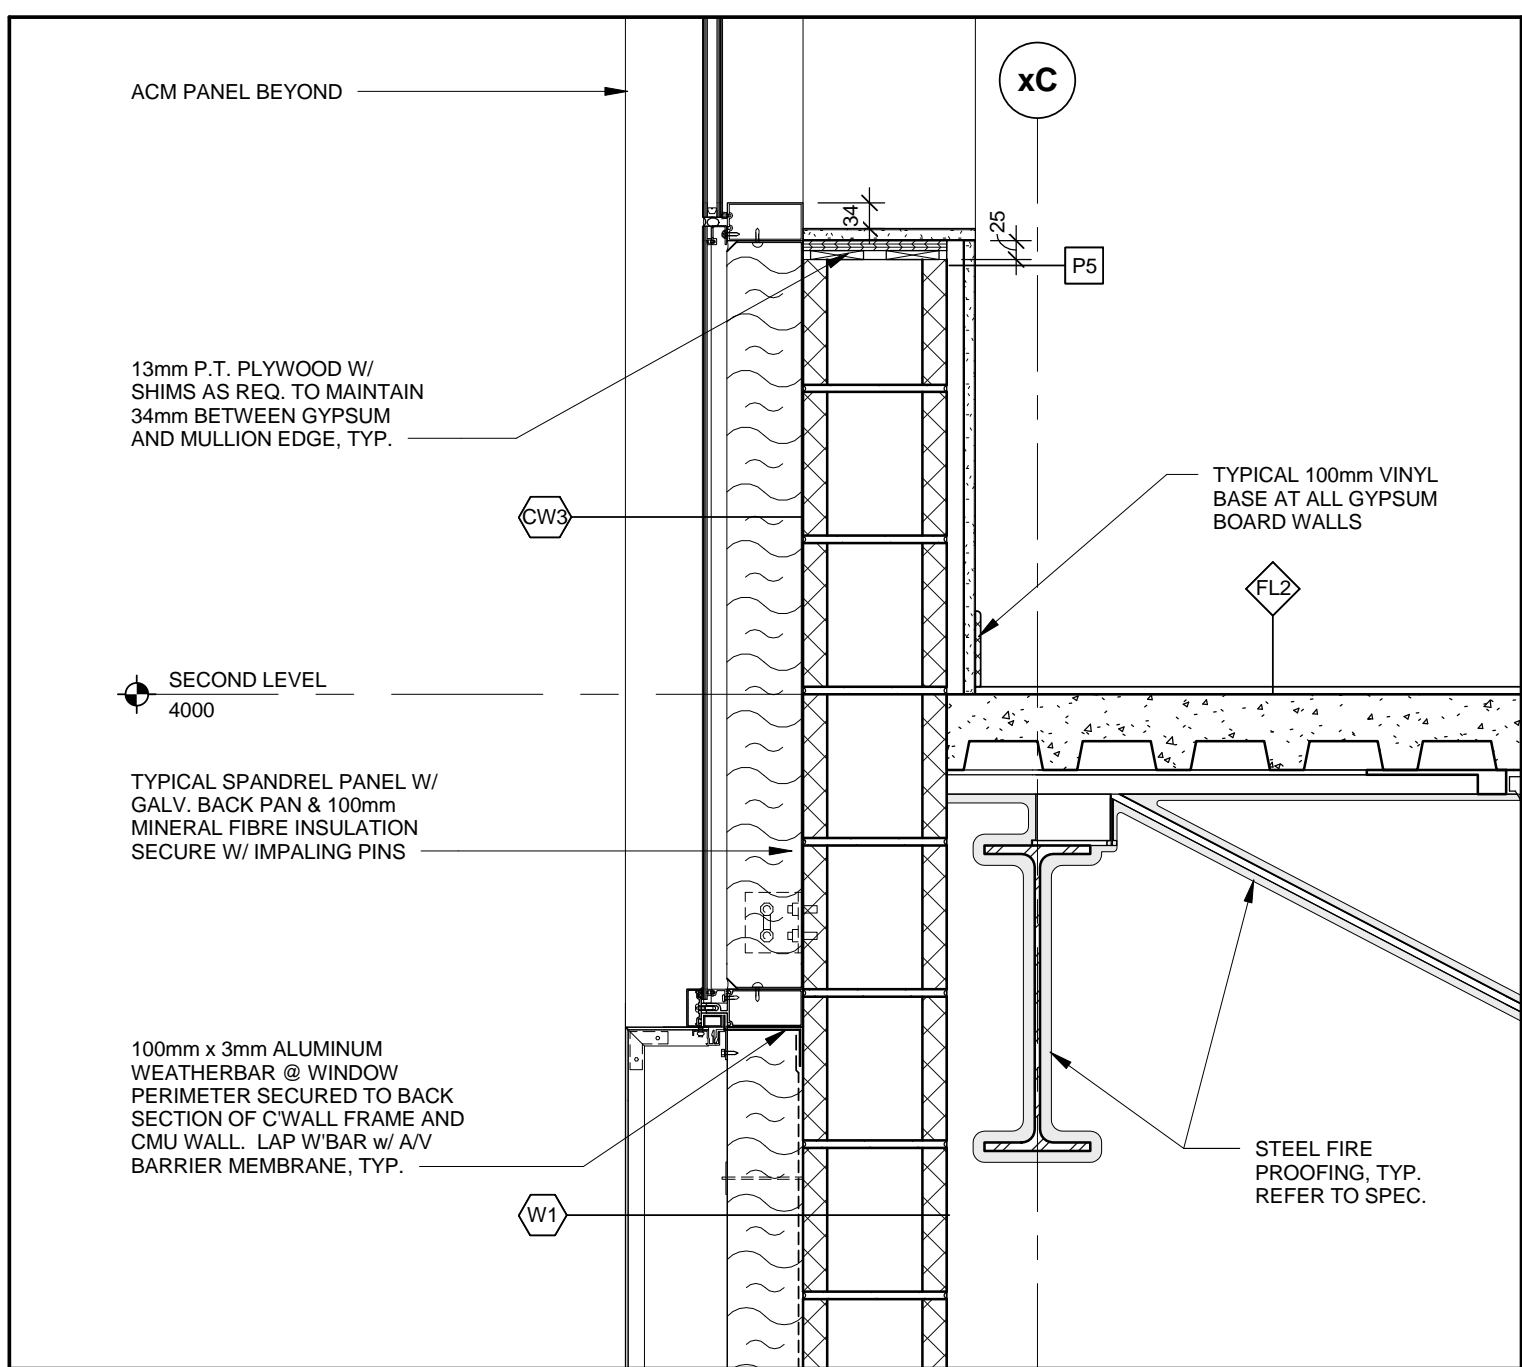 ACM PANEL BEYOND
xC
34
25
P5
13mm P.T. PLYWOOD W/
SHIMS AS REQ. TO MAINTAIN
34mm BETWEEN GYPSUM
AND MULLION EDGE, TYP.
CW3
TYPICAL 100mm VINYL
BASE AT ALL GYPSUM
BOARD WALLS
FL2
SECOND LEVEL
4000
TYPICAL SPANDREL PANEL W/
GALV. BACK PAN & 100mm
MINERAL FIBRE INSULATION
SECURE W/ IMPALING PINS
100mm x 3mm ALUMINUM
WEATHERBAR @ WINDOW
PERIMETER SECURED TO BACK
SECTION OF C'WALL FRAME AND
CMU WALL. LAP W'BAR w/ A/V
BARRIER MEMBRANE, TYP.
W1
STEEL FIRE
PROOFING, TYP.
REFER TO SPEC.